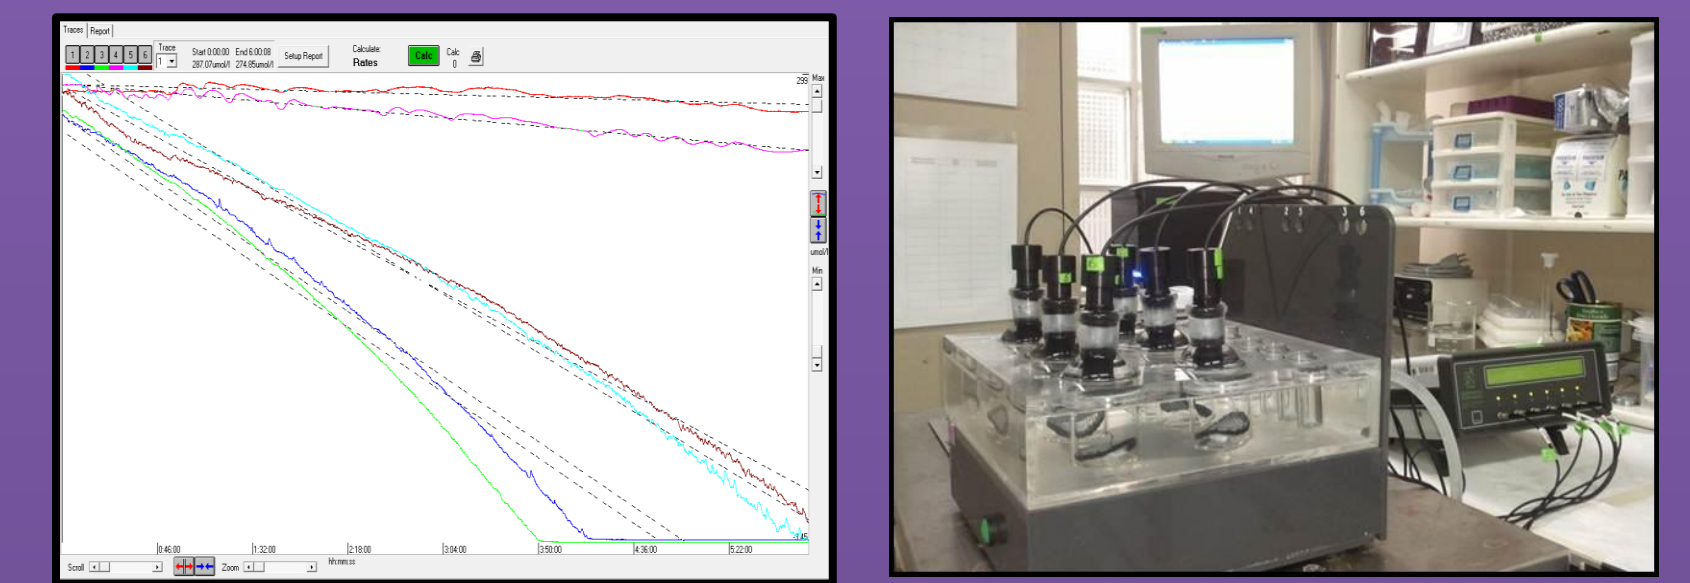 Traces Report
1 2 3 4 5 6
Trace
1
Start 0:00:00 End 6:00:08
287.07umol/l 274.85umol/l
Setup Report
Calculate:
Rates
Calc
Calc
0
299
Max
umol/l
Min
-1.45
0:46:00 1:32:00 2:18:00 3:04:00 3:50:00 4:36:00 5:22:00
hh:mm:ss
Scroll
Zoom
4 2 5 3 6